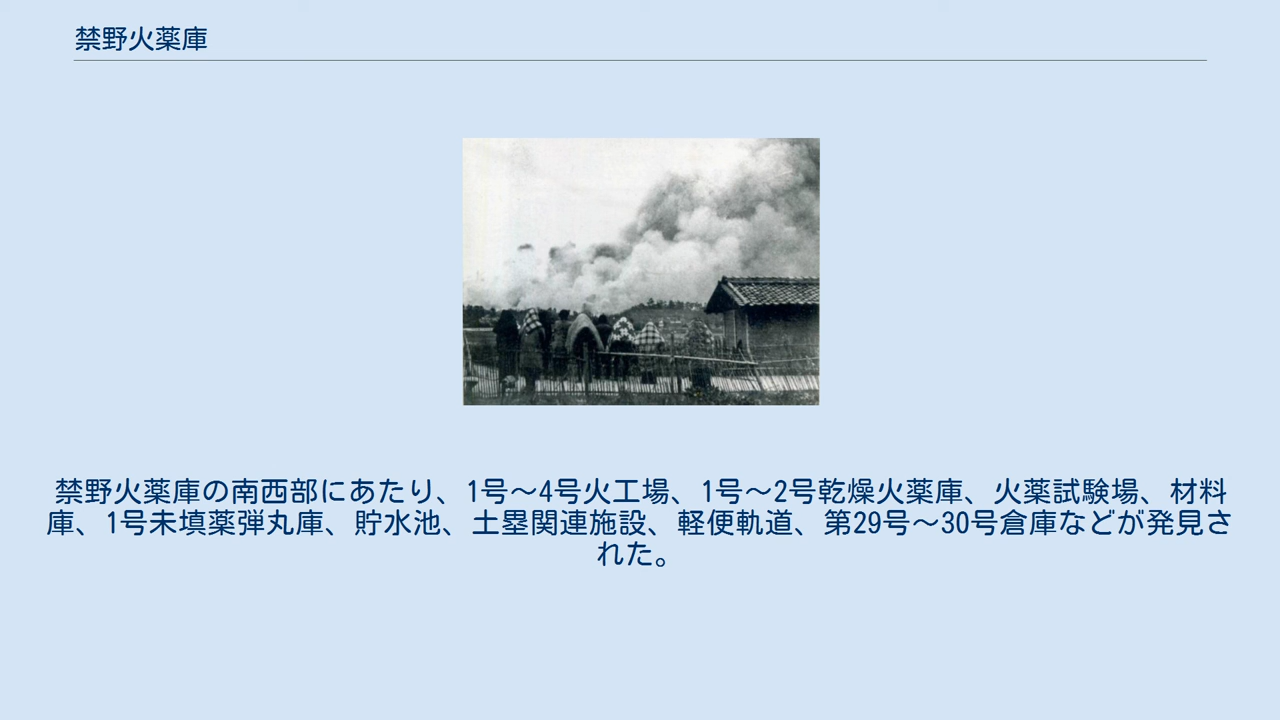 禁野火薬庫
禁野火薬庫の南西部にあたり、1号～4号火工場、1号～2号乾燥火薬庫、火薬試験場、材料
庫、1号未填薬弾丸庫、貯水池、土塁関連施設、軽便軌道、第29号～30号倉庫などが発見さ
れた。